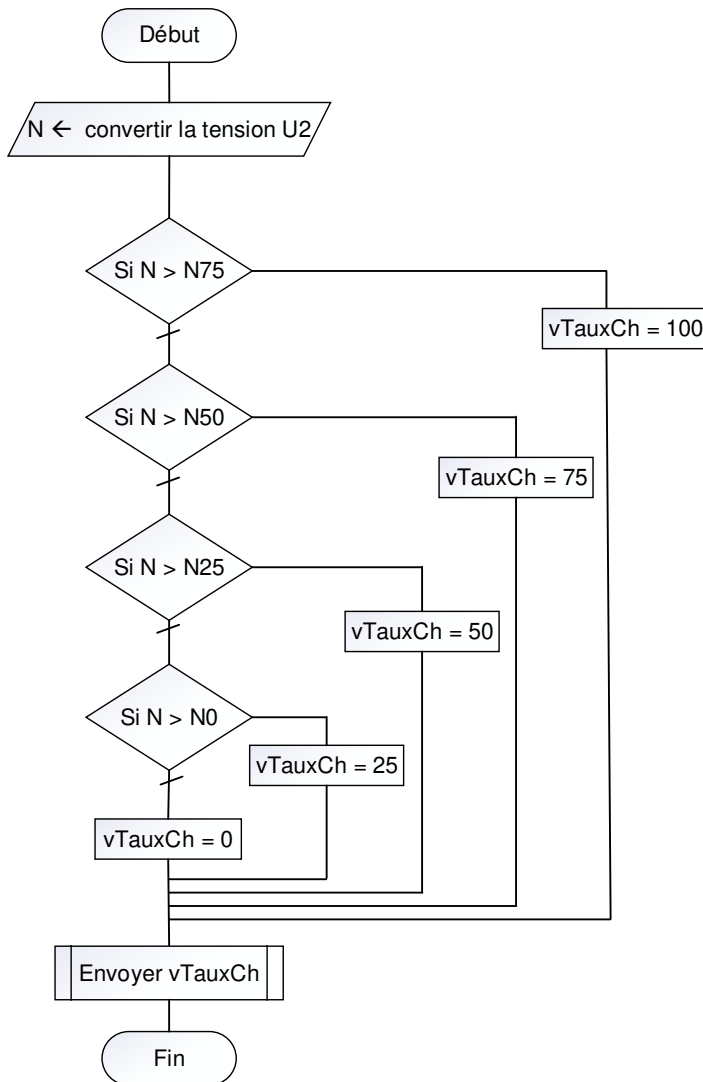 Début
N ← convertir la tension U2
Si N > N75
vTauxCh = 100
Si N > N50
vTauxCh = 75
Si N > N25
vTauxCh = 50
Si N > N0
vTauxCh = 25
vTauxCh = 0
Envoyer vTauxCh
Fin